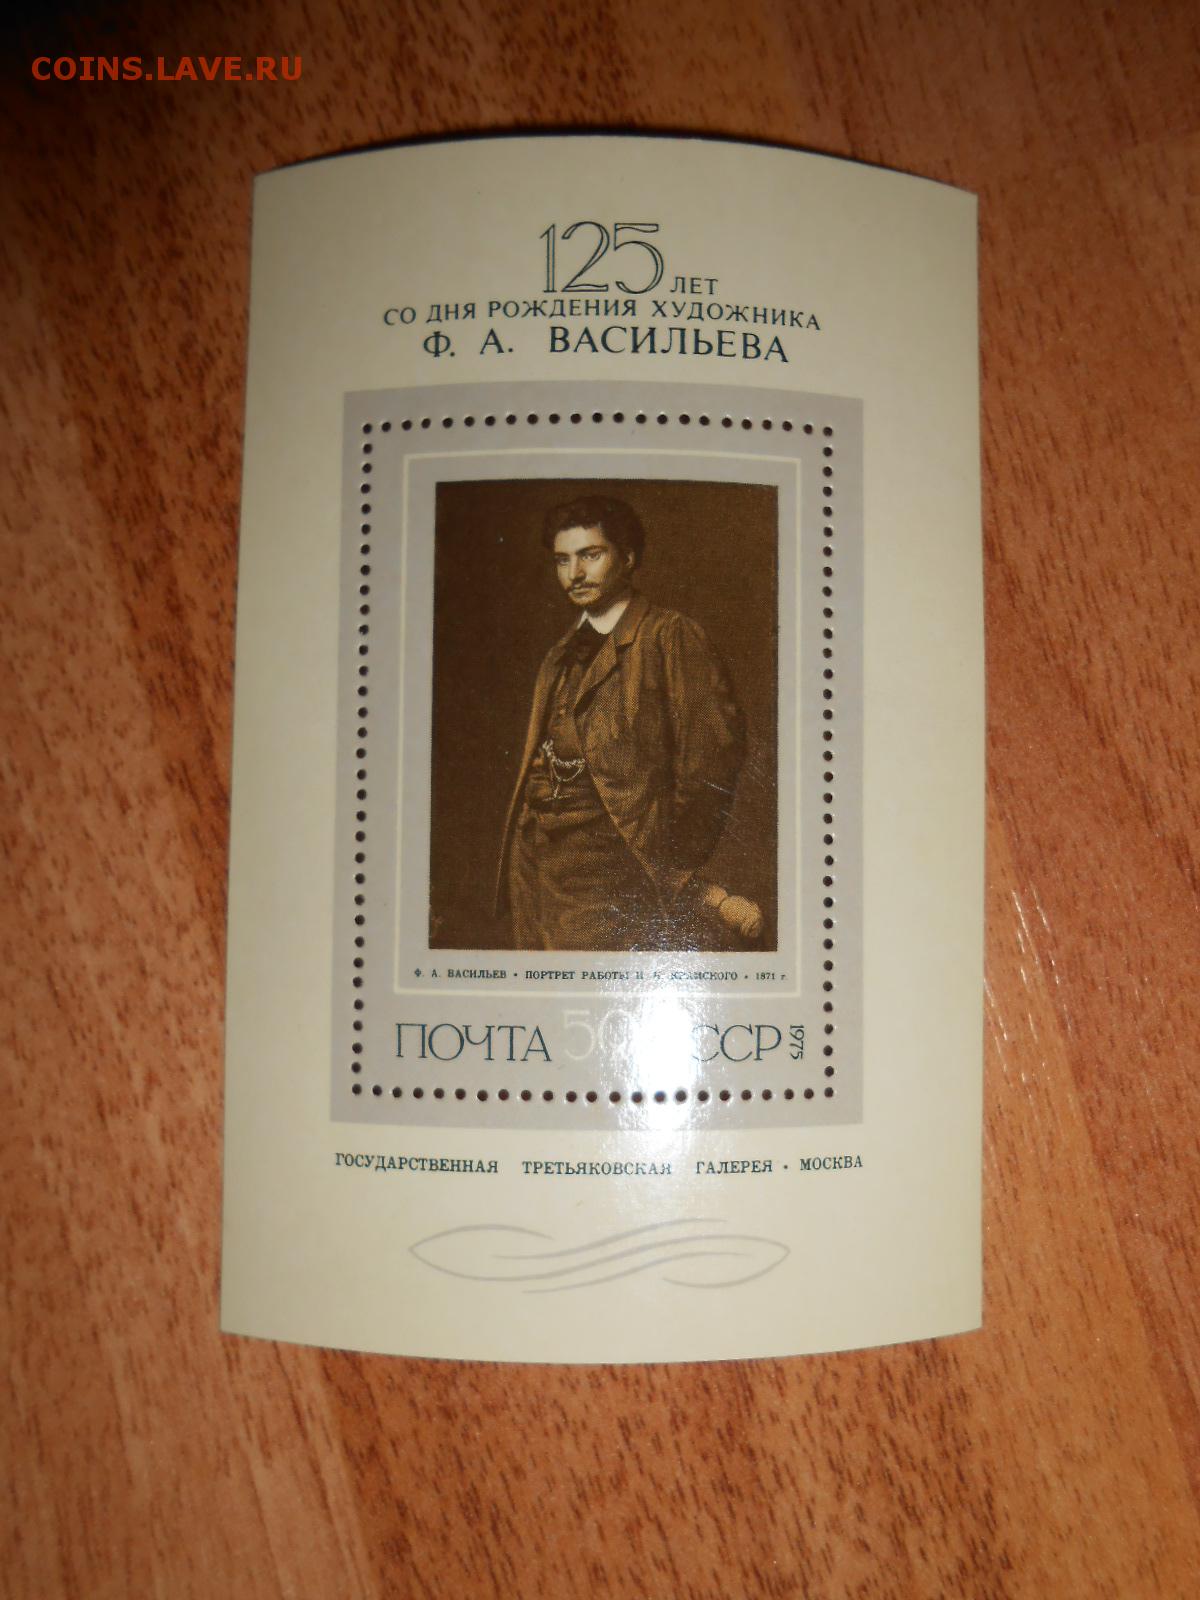 COINS.LAVE.RU
125 ЛЕТ
СО ДНЯ РОЖДЕНИЯ ХУДОЖНИКА
Ф. А. ВАСИЛЬЕВА
Ф. А. ВАСИЛЬЕВ • ПОРТРЕТ РАБОТЫ И. Н. КРАМСКОГО • 1871 г.
ПОЧТА 50 СССР 1975
ГОСУДАРСТВЕННАЯ ТРЕТЬЯКОВСКАЯ ГАЛЕРЕЯ • МОСКВА